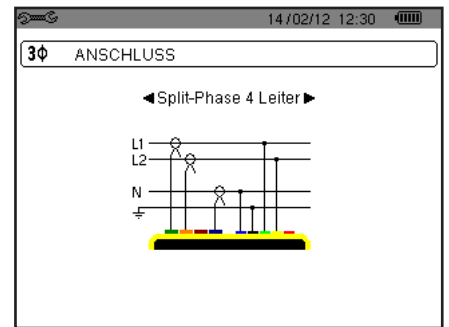 14/02/12 12:30
3Φ ANSCHLUSS
◄Split-Phase 4 Leiter►
L1
L2
N